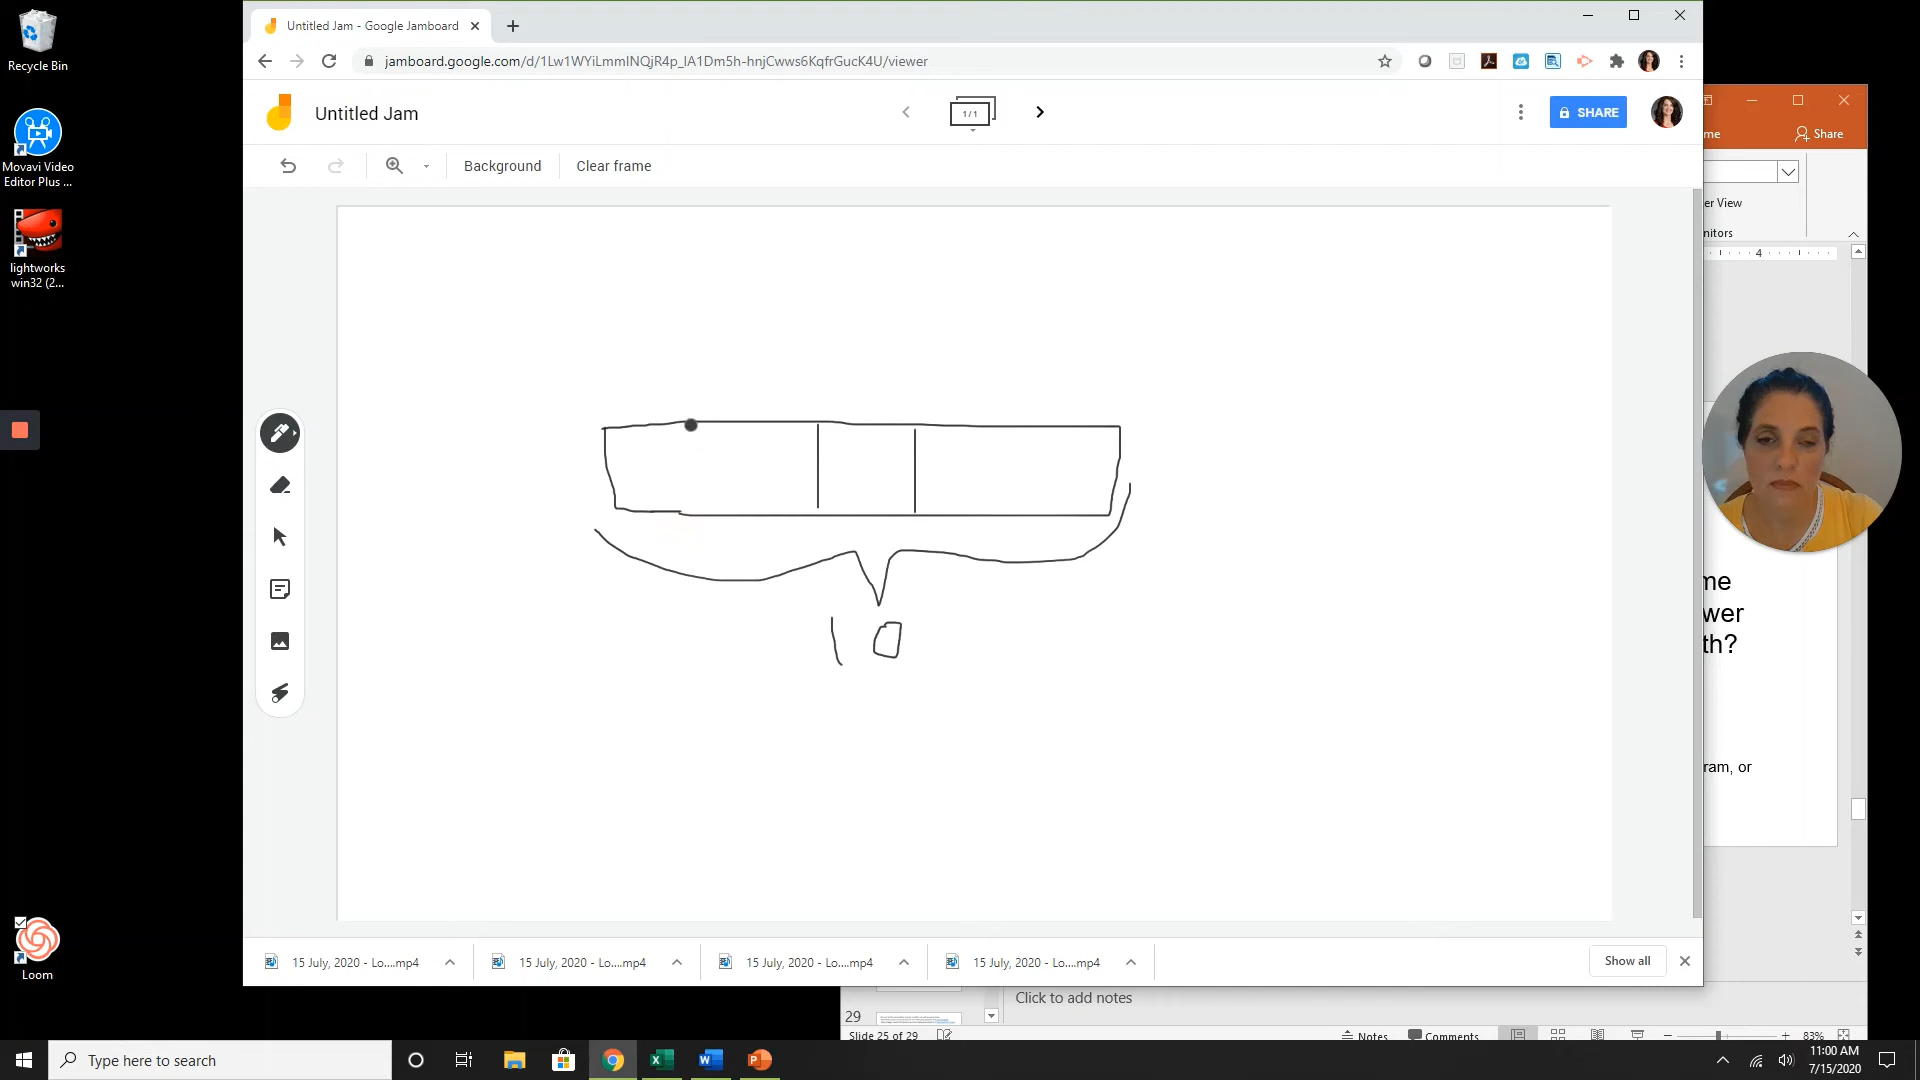 Untitled Jam - Google Jamboard
Recycle Bin
jamboard.google.com/d/1Lw1WYiLmmINQjR4p_IA1Dm5h-hnjCwws6KqfrGucK4U/viewer
Untitled Jam
1/1
SHARE
me
Share
Movavi Video
Editor Plus ...
Background
Clear frame
er View
nitors
4
lightworks
win32 (2...
me
wer
th?
10
ram, or
Loom
15 July, 2020 - Lo....mp4
15 July, 2020 - Lo....mp4
15 July, 2020 - Lo....mp4
15 July, 2020 - Lo....mp4
Show all
Click to add notes
29
Slide 25 of 29
Notes
Comments
83%
Type here to search
11:00 AM
7/15/2020